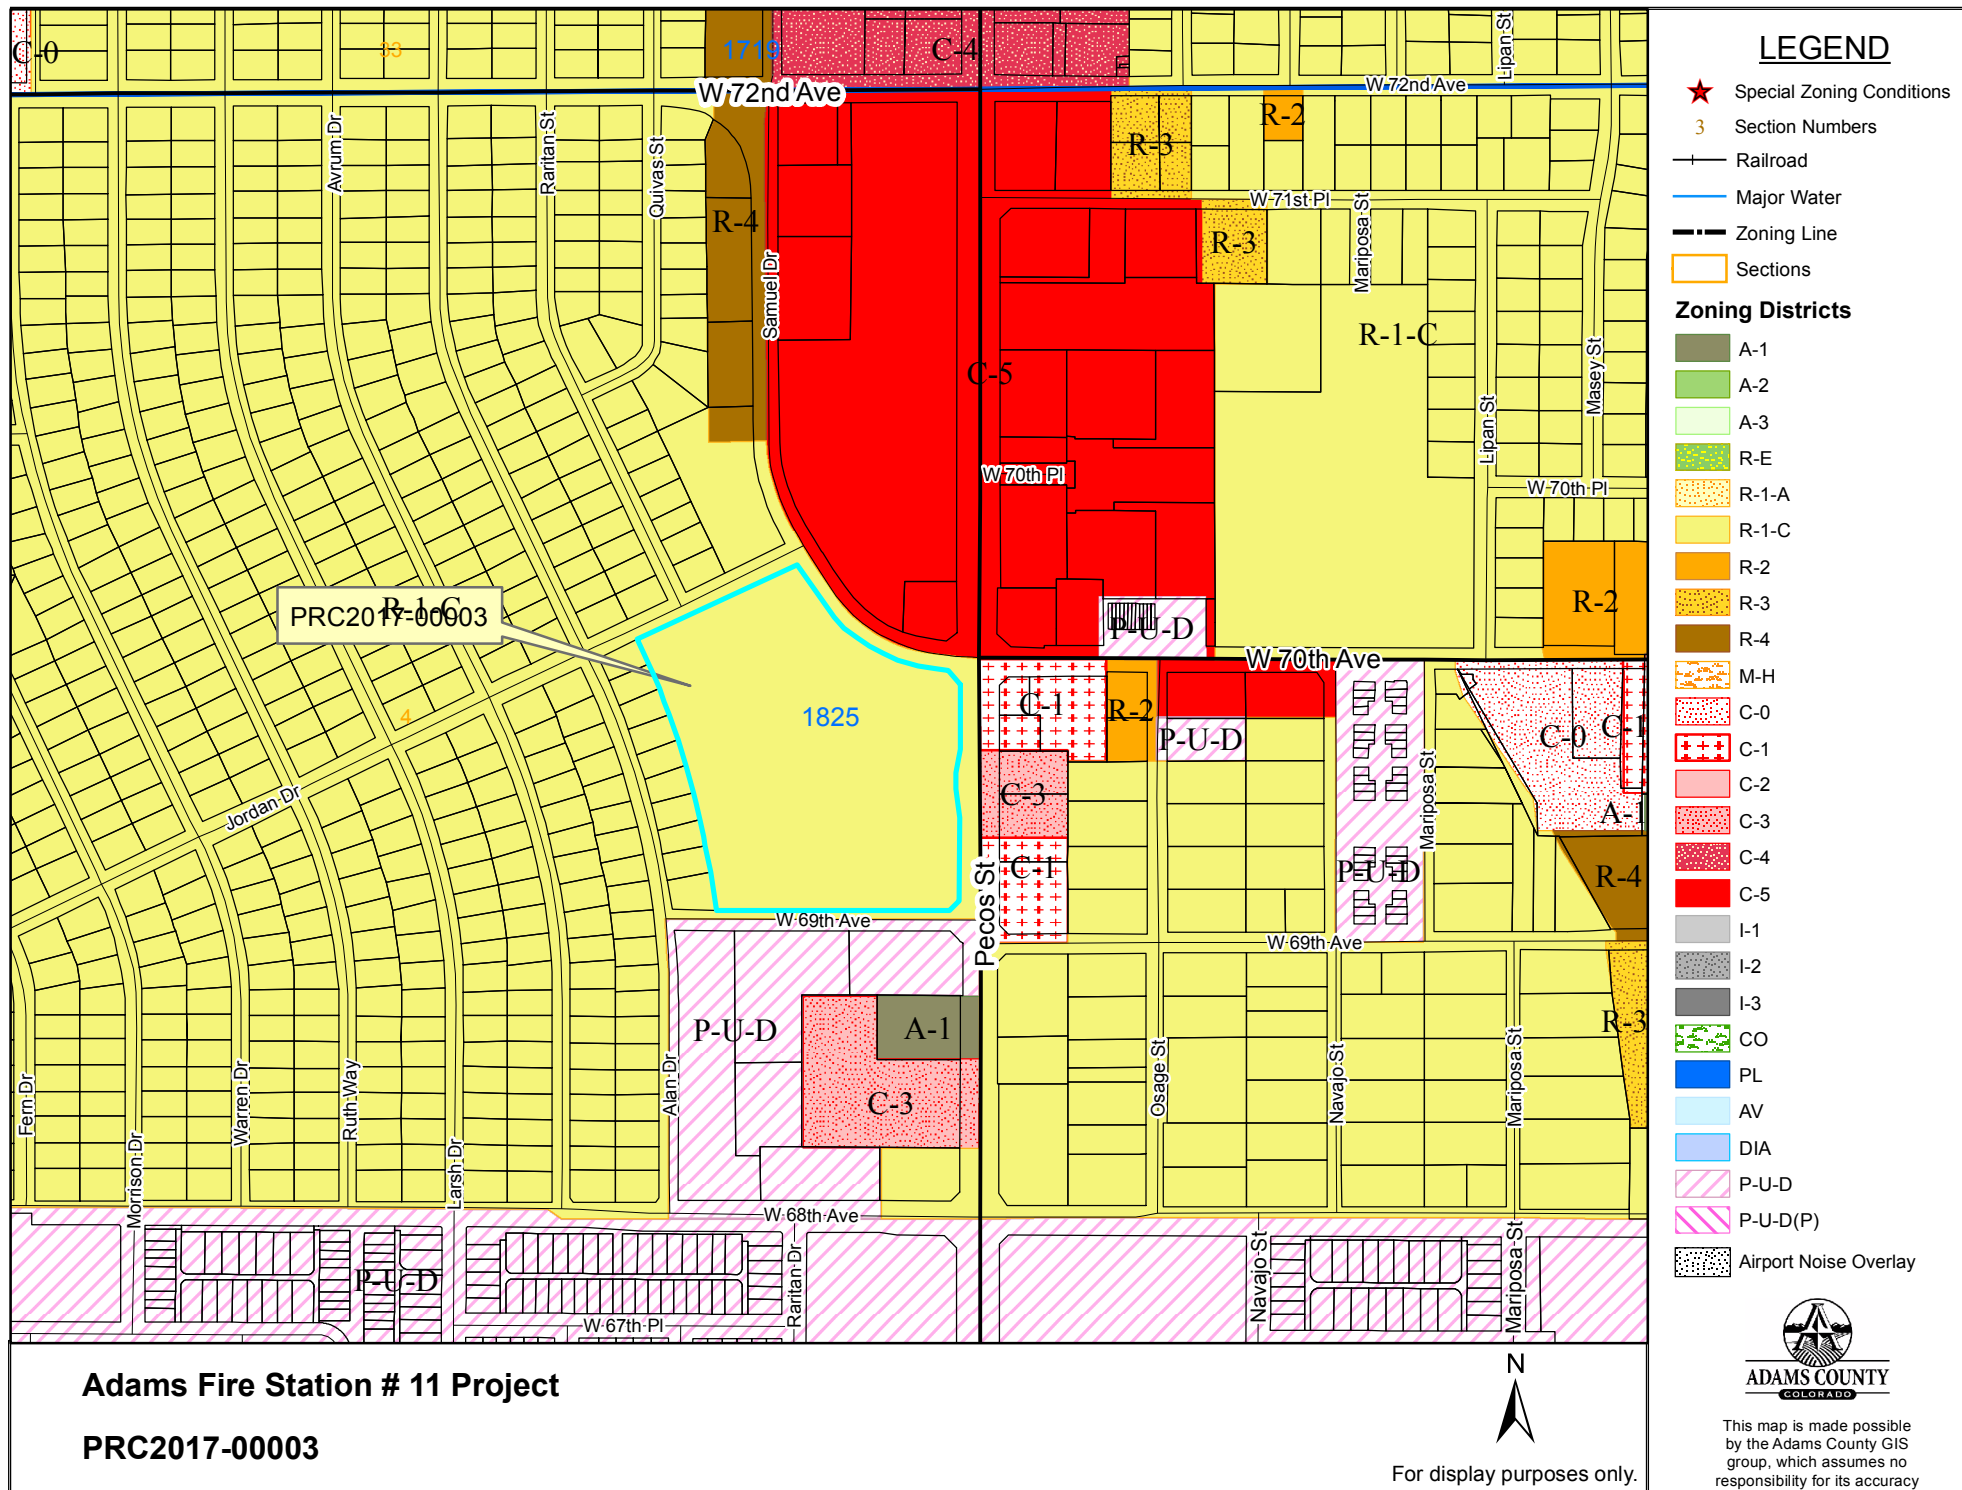 C-0
33
1719
C-4
Lipan St
W 72nd Ave
W 72nd Ave
Avrum Dr
Raritan St
Quivas St
R-4
Samuel Dr
R-3
R-2
W 71st Pl
R-3
Mariposa St
R-1-C
C-5
Masey St
Lipan St
W 70th Pl
W 70th Pl
R-2
P-U-D
R-1-C
PRC2017-00003
W 70th Ave
4
1825
C-1
R-2
P-U-D
C-0
C-1
Jordan Dr
C-3
Mariposa St
A-1
C-1
P-U-D
R-4
Pecos St
W 69th Ave
W 69th Ave
P-U-D
A-1
C-3
R-3
Fern Dr
Morrison Dr
Warren Dr
Ruth Way
Larsh Dr
Alan Dr
Osage St
Navajo St
Mariposa St
W 68th Ave
P-U-D
Raritan Dr
W 67th Pl
Navajo St
Mariposa St
Adams Fire Station # 11 Project
PRC2017-00003
N
For display purposes only.
LEGEND
Special Zoning Conditions
3 Section Numbers
Railroad
Major Water
Zoning Line
Sections
Zoning Districts
A-1
A-2
A-3
R-E
R-1-A
R-1-C
R-2
R-3
R-4
M-H
C-0
C-1
C-2
C-3
C-4
C-5
I-1
I-2
I-3
CO
PL
AV
DIA
P-U-D
P-U-D(P)
Airport Noise Overlay
ADAMS COUNTY
COLORADO
This map is made possible
by the Adams County GIS
group, which assumes no
responsibility for its accuracy